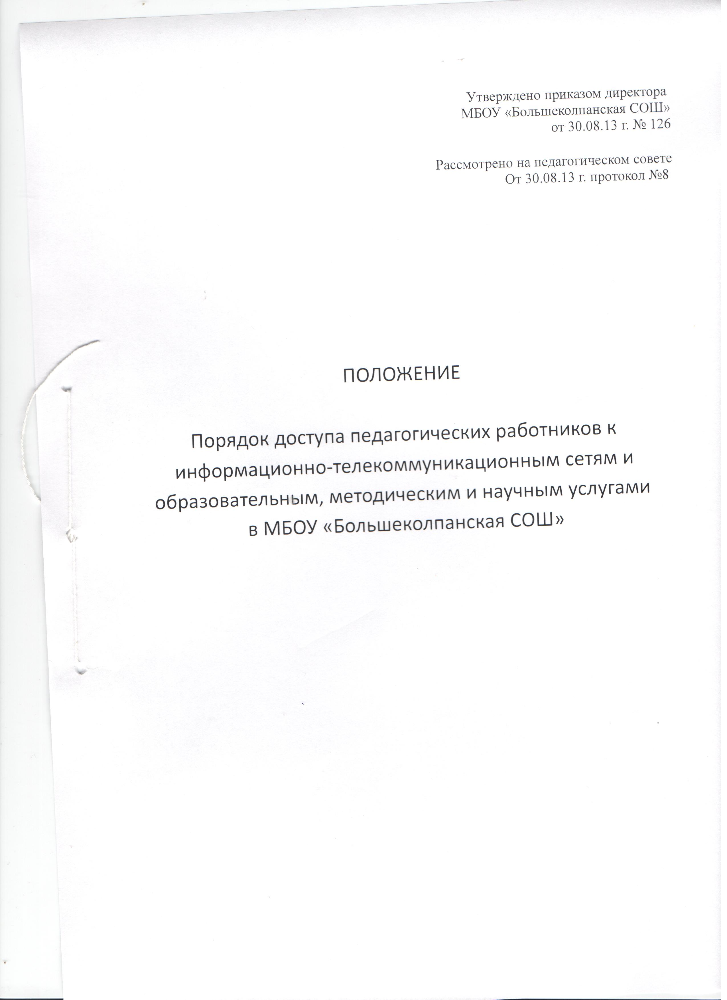 Утверждено приказом директора
МБОУ «Большеколпанская СОШ»
от 30.08.13 г. № 126
Рассмотрено на педагогическом совете
От 30.08.13 г. протокол №8
ПОЛОЖЕНИЕ
Порядок доступа педагогических работников к
информационно-телекоммуникационным сетям и
образовательным, методическим и научным услугами
в МБОУ «Большеколпанская СОШ»